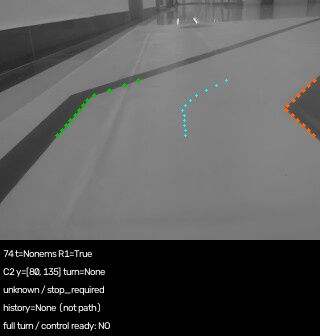 74 t=Nonems R1=True
C2 y=[80, 135] turn=None
unknown / stop_required
history=None (not path)
full turn / control ready: NO